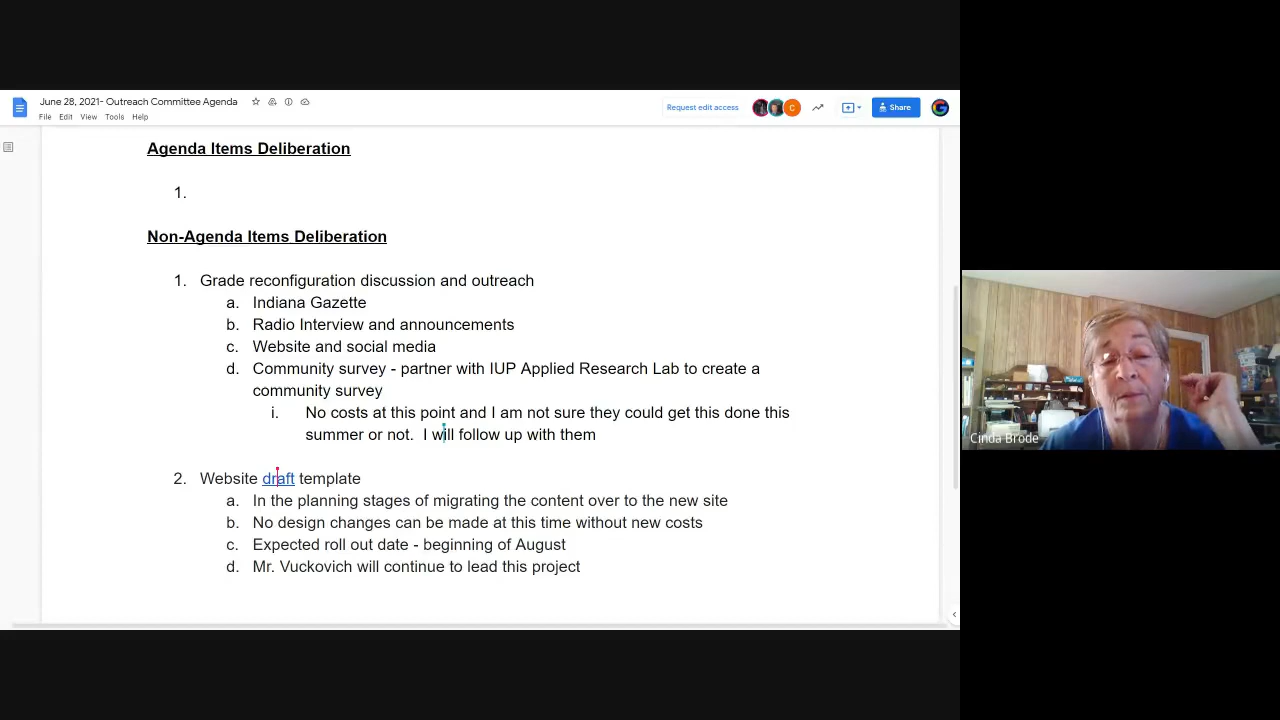 June 28, 2021- Outreach Committee Agenda
Request edit access
C
Share
File Edit View Tools Help
Agenda Items Deliberation
1.
Non-Agenda Items Deliberation
1. Grade reconfiguration discussion and outreach
a. Indiana Gazette
b. Radio Interview and announcements
c. Website and social media
d. Community survey - partner with IUP Applied Research Lab to create a
community survey
i. No costs at this point and I am not sure they could get this done this
summer or not. I will follow up with them
Cinda Brode
2. Website draft template
a. In the planning stages of migrating the content over to the new site
b. No design changes can be made at this time without new costs
c. Expected roll out date - beginning of August
d. Mr. Vuckovich will continue to lead this project